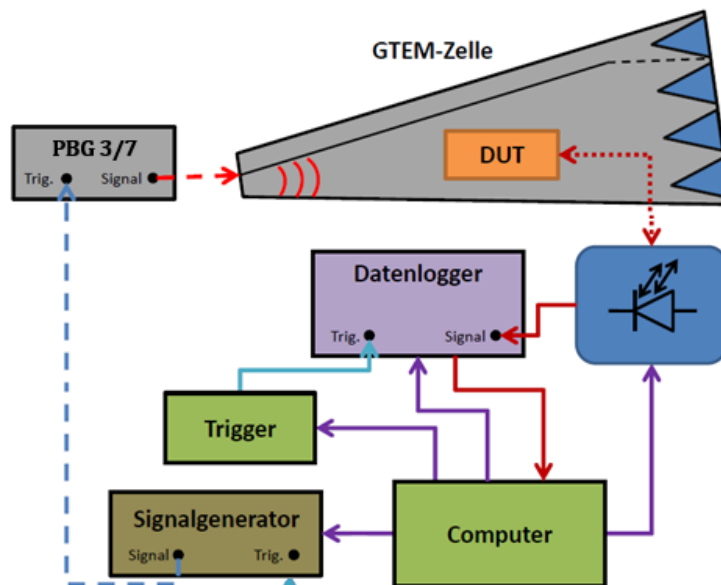 GTEM-Zelle
PBG 3/7
Trig. Signal
DUT
Datenlogger
Trig. Signal
Trigger
Signalgenerator
Signal Trig.
Computer